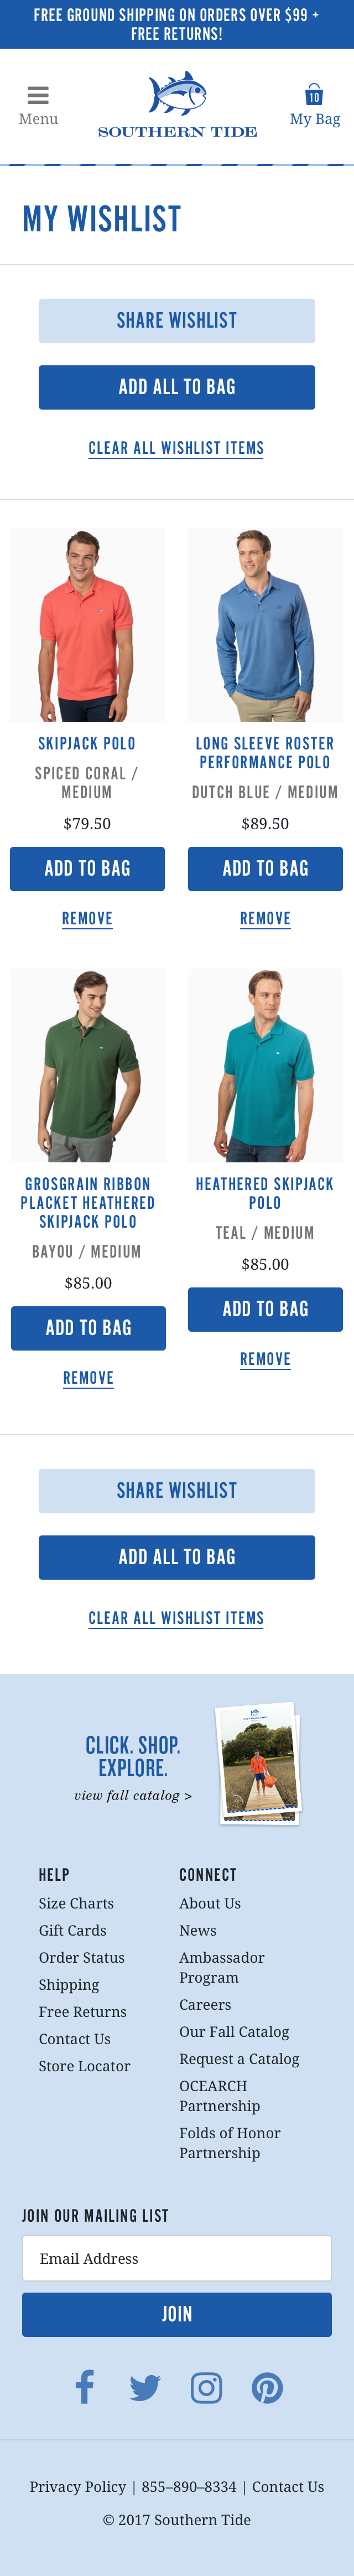 FREE GROUND SHIPPING ON ORDERS OVER $99 +
FREE RETURNS!
Menu
SOUTHERN TIDE
10
My Bag
MY WISHLIST
SHARE WISHLIST
ADD ALL TO BAG
CLEAR ALL WISHLIST ITEMS
SKIPJACK POLO
SPICED CORAL /
MEDIUM
$79.50
ADD TO BAG
REMOVE
LONG SLEEVE ROSTER
PERFORMANCE POLO
DUTCH BLUE / MEDIUM
$89.50
ADD TO BAG
REMOVE
GROSGRAIN RIBBON
PLACKET HEATHERED
SKIPJACK POLO
BAYOU / MEDIUM
$85.00
ADD TO BAG
REMOVE
HEATHERED SKIPJACK
POLO
TEAL / MEDIUM
$85.00
ADD TO BAG
REMOVE
SHARE WISHLIST
ADD ALL TO BAG
CLEAR ALL WISHLIST ITEMS
CLICK. SHOP.
EXPLORE.
view fall catalog >
HELP
Size Charts
Gift Cards
Order Status
Shipping
Free Returns
Contact Us
Store Locator
CONNECT
About Us
News
Ambassador
Program
Careers
Our Fall Catalog
Request a Catalog
OCEARCH
Partnership
Folds of Honor
Partnership
JOIN OUR MAILING LIST
Email Address
JOIN
Privacy Policy | 855–890–8334 | Contact Us
© 2017 Southern Tide